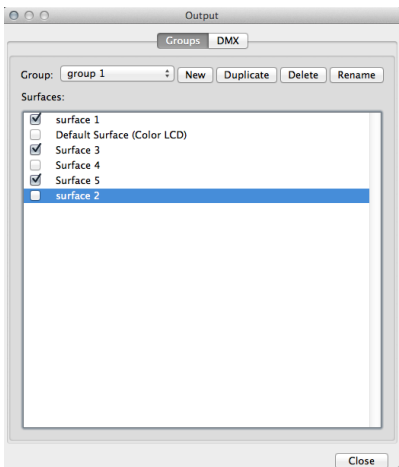 Output
Groups DMX
Group: group 1 New Duplicate Delete Rename
Surfaces:
surface 1
Default Surface (Color LCD)
Surface 3
Surface 4
Surface 5
surface 2
Close